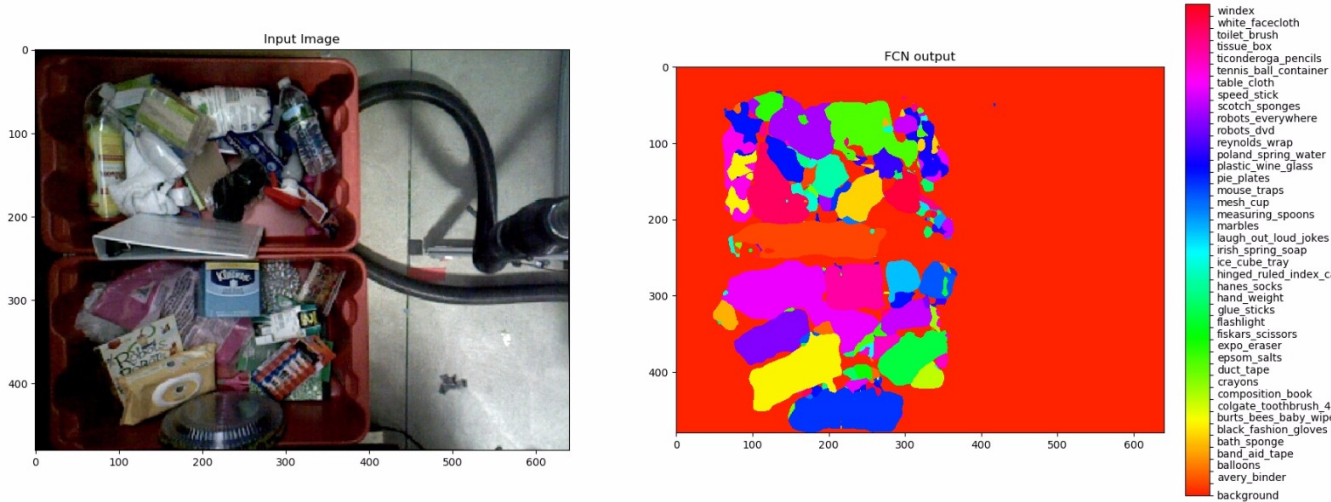 Input Image
0
100
200
300
400
0 100 200 300 400 500 600
Kleenex
FCN output
0
100
200
300
400
0 100 200 300 400 500 600
windex
white_facecloth
toilet_brush
tissue_box
ticonderoga_pencils
tennis_ball_container
table_cloth
speed_stick
scotch_sponges
robots_everywhere
robots_dvd
reynolds_wrap
poland_spring_water
plastic_wine_glass
pie_plates
mouse_traps
mesh_cup
measuring_spoons
marbles
laugh_out_loud_jokes
irish_spring_soap
ice_cube_tray
hinged_ruled_index_ca
hanes_socks
hand_weight
glue_sticks
flashlight
fiskars_scissors
expo_eraser
epsom_salts
duct_tape
crayons
composition_book
colgate_toothbrush_4
burts_bees_baby_wipe
black_fashion_gloves
bath_sponge
band_aid_tape
balloons
avery_binder
background